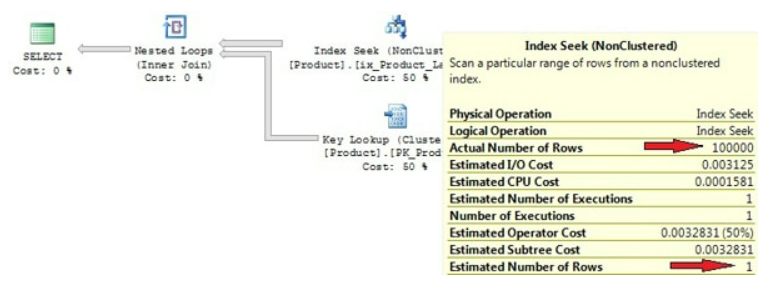 SELECT
Cost: 0 %
Nested Loops
(Inner Join)
Cost: 0 %
Index Seek (NonClust
[Product].[ix_Product_La
Cost: 50 %
Key Lookup (Cluste
[Product].[PK_Prod
Cost: 50 %
Index Seek (NonClustered)
Scan a particular range of rows from a nonclustered
index.
Physical Operation Index Seek
Logical Operation Index Seek
Actual Number of Rows 100000
Estimated I/O Cost 0.003125
Estimated CPU Cost 0.0001581
Estimated Number of Executions 1
Number of Executions 1
Estimated Operator Cost 0.0032831 (50%)
Estimated Subtree Cost 0.0032831
Estimated Number of Rows 1